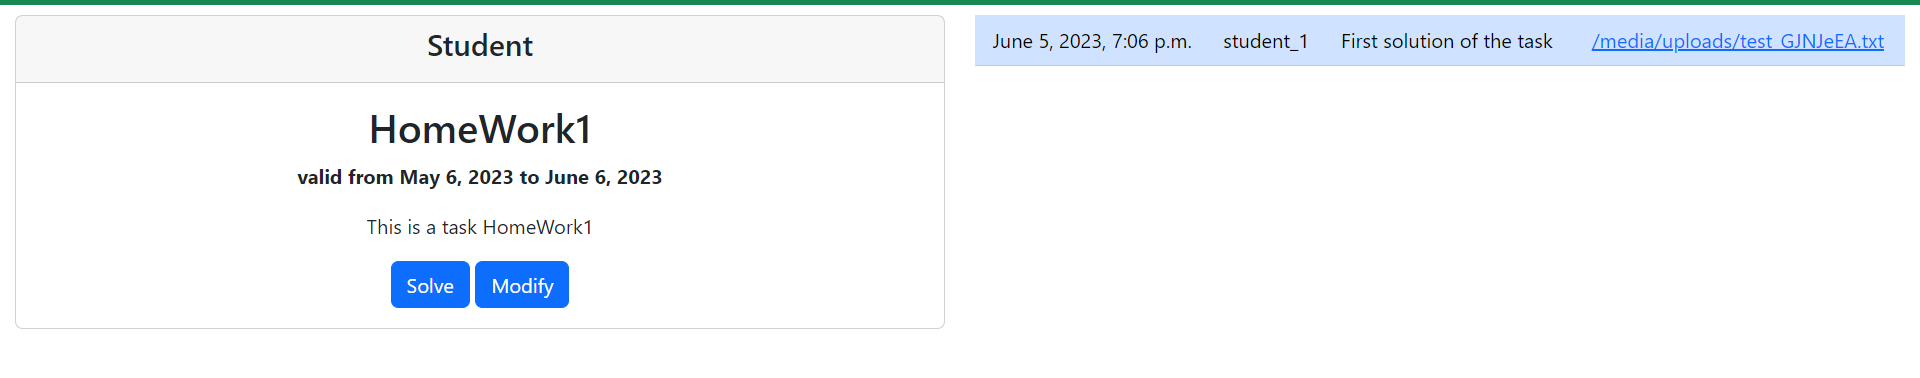 Student
HomeWork1
valid from May 6, 2023 to June 6, 2023
This is a task HomeWork1
Solve Modify
June 5, 2023, 7:06 p.m. student_1 First solution of the task /media/uploads/test_GJNJeEA.txt